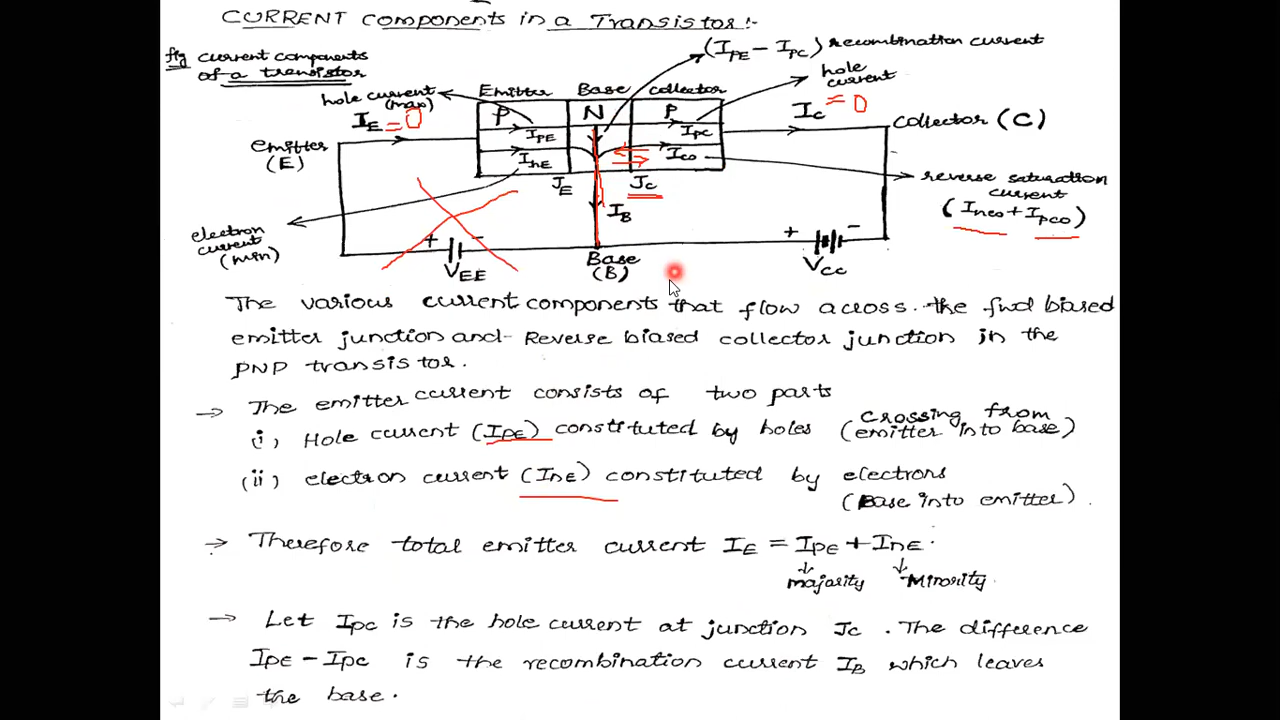 CURRENT Components in a Transistor:-
fig current components of a transistor
(IPE - IPC) recombination current
hole current (max)
Emitter Base collector
hole current
IE = 0
P N P
IC = 0
collector (C)
emitter (E)
IPE
IPC
InE
ICO
JE JC
IB
reverse saturation current (Inco + Ipco)
electron current (min)
+ -
VEE
Base (B)
+ -
VCC
The various current components that flow across. the fwd biased
emitter junction and Reverse biased collector junction in the
PNP transistor.
→ The emitter current consists of two parts
(i) Hole current (IPE) constituted by holes (crossing from emitter into base)
(ii) electron current (InE) constituted by electrons
(Base into emitter).
→ Therefore total emitter current IE = IPE + InE.
majority Minority
→ Let IPC is the hole current at junction JC. The difference
IPE - IPC is the recombination current IB which leaves
the base.